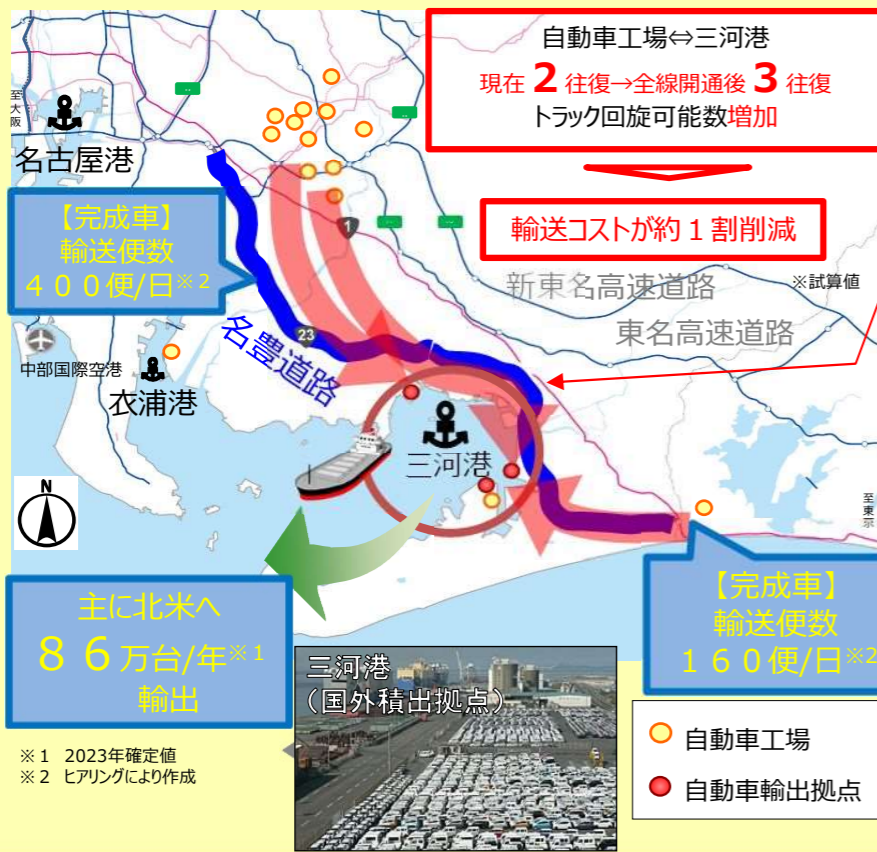 自動車工場⇔三河港
現在 2 往復→全線開通後 3 往復
トラック回旋可能数増加
輸送コストが約1割削減
※試算値
至大阪
名古屋港
【完成車】
輸送便数
400便/日※2
1
新東名高速道路
東名高速道路
23
名豊道路
中部国際空港
衣浦港
三河港
N
至東京
主に北米へ
86万台/年※1
輸出
【完成車】
輸送便数
160便/日※2
三河港
(国外積出拠点)
※1 2023年確定値
※2 ヒアリングにより作成
自動車工場
自動車輸出拠点